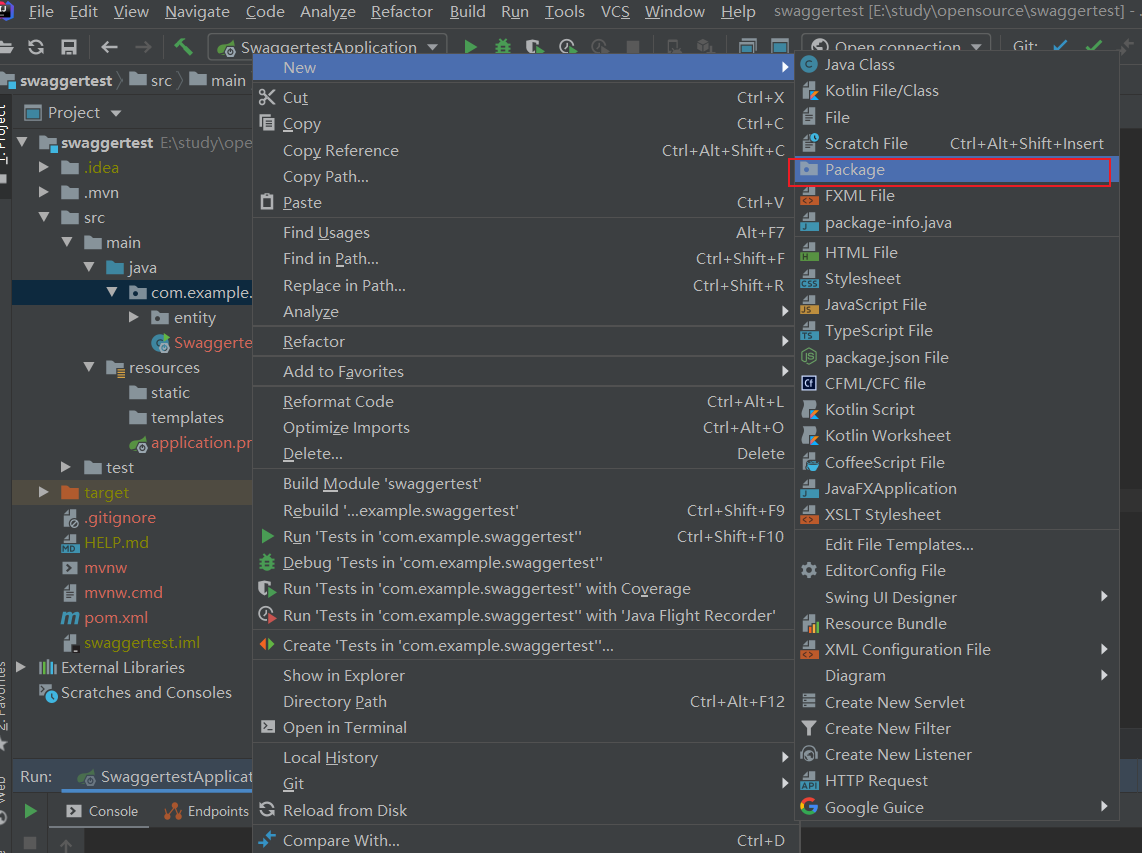 File Edit View Navigate Code Analyze Refactor Build Run Tools VCS Window Help swaggertest [E:\study\opensource\swaggertest] - .
SwaggertestApplication Open connection Git:
swaggertest src main
Project
1: Project
swaggertest E:\study\ope
.idea
.mvn
src
main
java
com.example.
entity
Swaggerte
resources
static
templates
application.pr
test
target
.gitignore
HELP.md
mvnw
mvnw.cmd
pom.xml
swaggertest.iml
External Libraries
Scratches and Consoles
2: Favorites
Web
Run: SwaggertestApplicat
Console Endpoints
New
Cut Ctrl+X
Copy Ctrl+C
Copy Reference Ctrl+Alt+Shift+C
Copy Path...
Paste Ctrl+V
Find Usages Alt+F7
Find in Path... Ctrl+Shift+F
Replace in Path... Ctrl+Shift+R
Analyze
Refactor
Add to Favorites
Reformat Code Ctrl+Alt+L
Optimize Imports Ctrl+Alt+O
Delete... Delete
Build Module 'swaggertest'
Rebuild '...example.swaggertest' Ctrl+Shift+F9
Run 'Tests in 'com.example.swaggertest'' Ctrl+Shift+F10
Debug 'Tests in 'com.example.swaggertest''
Run 'Tests in 'com.example.swaggertest'' with Coverage
Run 'Tests in 'com.example.swaggertest'' with 'Java Flight Recorder'
Create 'Tests in 'com.example.swaggertest''...
Show in Explorer
Directory Path Ctrl+Alt+F12
Open in Terminal
Local History
Git
Reload from Disk
Compare With... Ctrl+D
Java Class
Kotlin File/Class
File
Scratch File Ctrl+Alt+Shift+Insert
Package
FXML File
package-info.java
HTML File
Stylesheet
JavaScript File
TypeScript File
package.json File
CFML/CFC file
Kotlin Script
Kotlin Worksheet
CoffeeScript File
JavaFXApplication
XSLT Stylesheet
Edit File Templates...
EditorConfig File
Swing UI Designer
Resource Bundle
XML Configuration File
Diagram
Create New Servlet
Create New Filter
Create New Listener
HTTP Request
Google Guice